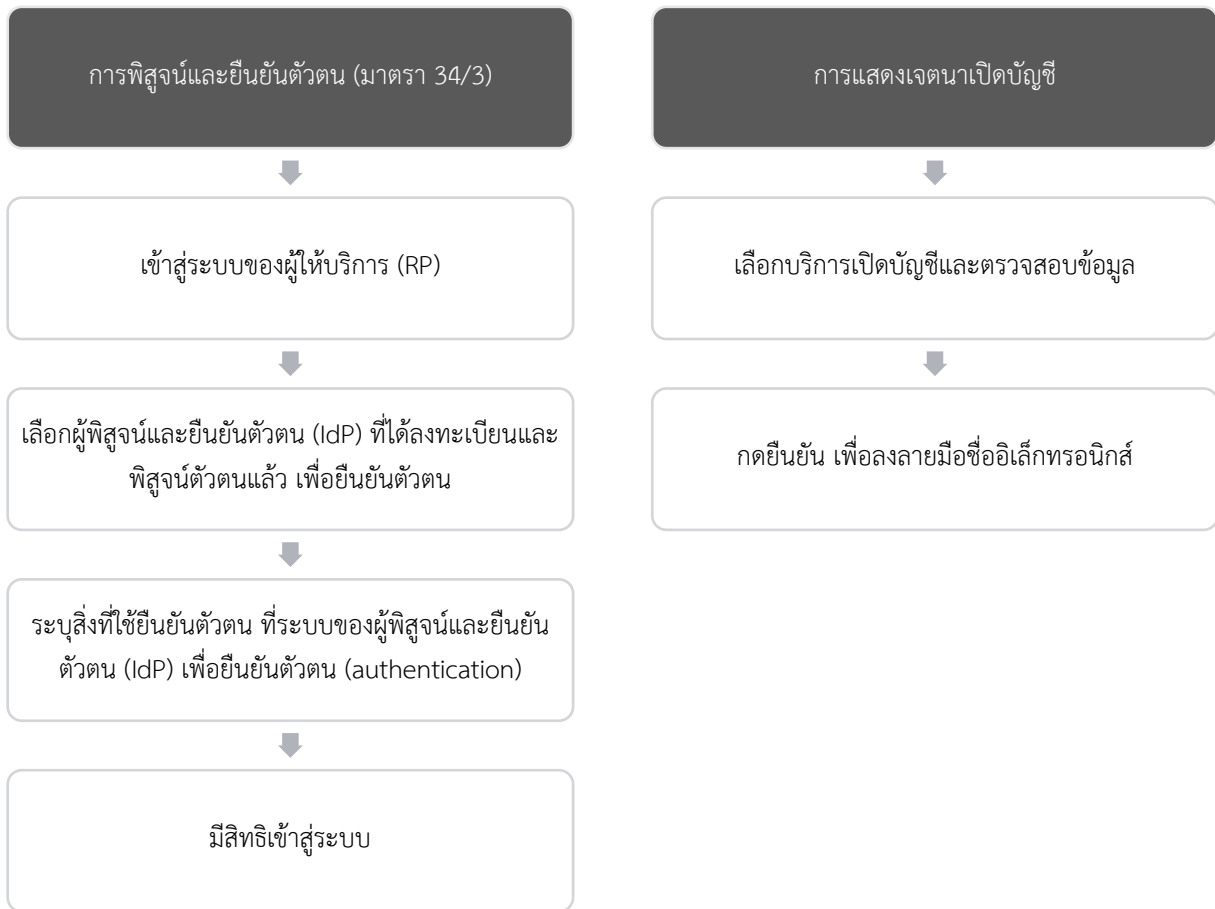 การพิสูจน์และยืนยันตัวตน (มาตรา 34/3)
เข้าสู่ระบบของผู้ให้บริการ (RP)
เลือกผู้พิสูจน์และยืนยันตัวตน (IdP) ที่ได้ลงทะเบียนและ
พิสูจน์ตัวตนแล้ว เพื่อยืนยันตัวตน
ระบุสิ่งที่ใช้ยืนยันตัวตน ที่ระบบของผู้พิสูจน์และยืนยัน
ตัวตน (IdP) เพื่อยืนยันตัวตน (authentication)
มีสิทธิเข้าสู่ระบบ
การแสดงเจตนาเปิดบัญชี
เลือกบริการเปิดบัญชีและตรวจสอบข้อมูล
กดยืนยัน เพื่อลงลายมือชื่ออิเล็กทรอนิกส์